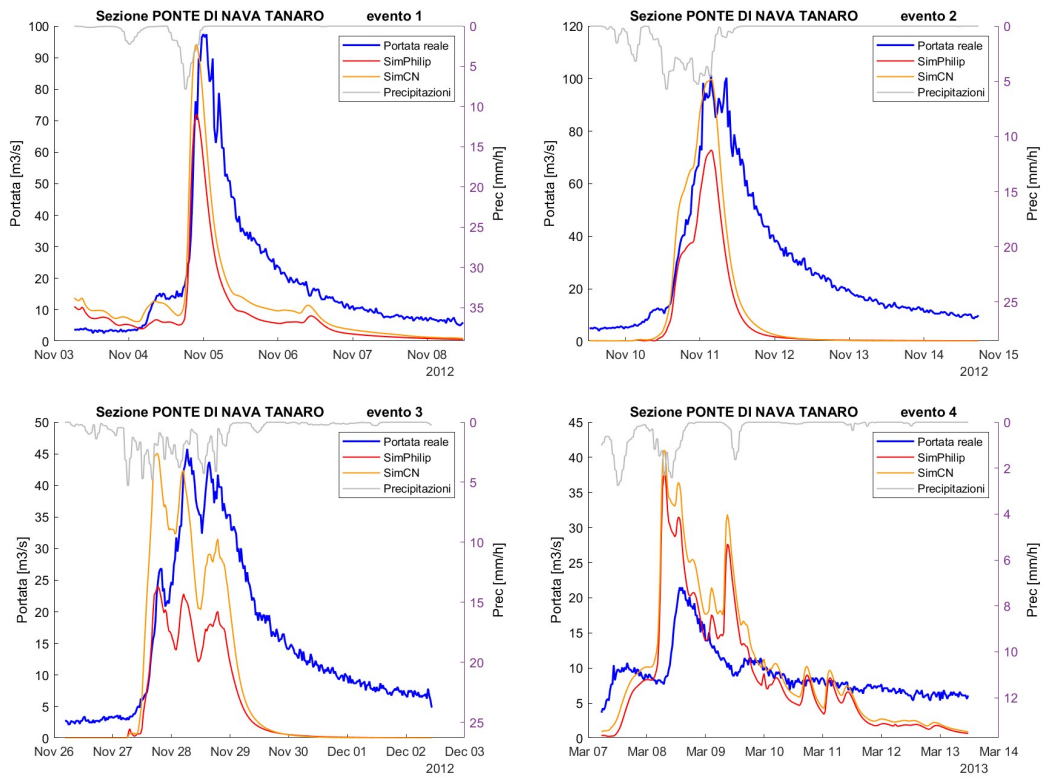 Sezione PONTE DI NAVA TANARO evento 1
Portata reale
SimPhilip
SimCN
Precipitazioni
Portata [m3/s]
100
90
80
70
60
50
40
30
20
10
0
Prec [mm/h]
0
5
10
15
20
25
30
35
Nov 03 Nov 04 Nov 05 Nov 06 Nov 07 Nov 08
2012
Sezione PONTE DI NAVA TANARO evento 2
Portata reale
SimPhilip
SimCN
Precipitazioni
Portata [m3/s]
120
100
80
60
40
20
0
Prec [mm/h]
0
5
10
15
20
25
Nov 10 Nov 11 Nov 12 Nov 13 Nov 14 Nov 15
2012
Sezione PONTE DI NAVA TANARO evento 3
Portata reale
SimPhilip
SimCN
Precipitazioni
Portata [m3/s]
50
45
40
35
30
25
20
15
10
5
0
Prec [mm/h]
0
5
10
15
20
25
Nov 26 Nov 27 Nov 28 Nov 29 Nov 30 Dec 01 Dec 02 Dec 03
2012
Sezione PONTE DI NAVA TANARO evento 4
Portata reale
SimPhilip
SimCN
Precipitazioni
Portata [m3/s]
45
40
35
30
25
20
15
10
5
0
Prec [mm/h]
0
2
4
6
8
10
12
Mar 07 Mar 08 Mar 09 Mar 10 Mar 11 Mar 12 Mar 13 Mar 14
2013